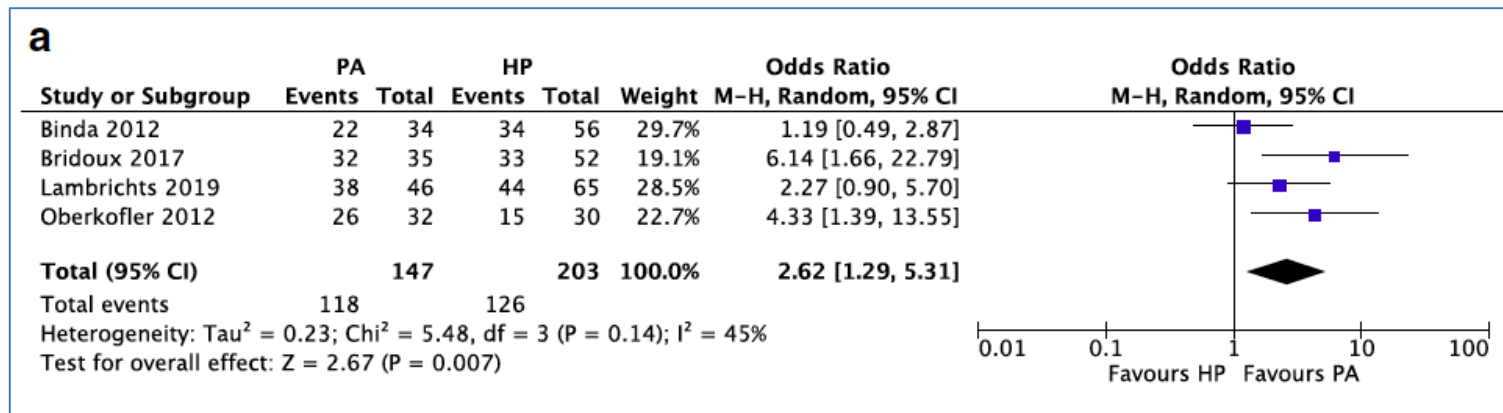 a
PA HP Odds Ratio Odds Ratio
Study or Subgroup Events Total Events Total Weight M-H, Random, 95% CI M-H, Random, 95% CI
Binda 2012 22 34 34 56 29.7% 1.19 [0.49, 2.87]
Bridoux 2017 32 35 33 52 19.1% 6.14 [1.66, 22.79]
Lambrichts 2019 38 46 44 65 28.5% 2.27 [0.90, 5.70]
Oberkofler 2012 26 32 15 30 22.7% 4.33 [1.39, 13.55]
Total (95% CI) 147 203 100.0% 2.62 [1.29, 5.31]
Total events 118 126
Heterogeneity: Tau² = 0.23; Chi² = 5.48, df = 3 (P = 0.14); I² = 45%
Test for overall effect: Z = 2.67 (P = 0.007)
0.01 0.1 1 10 100
Favours HP Favours PA